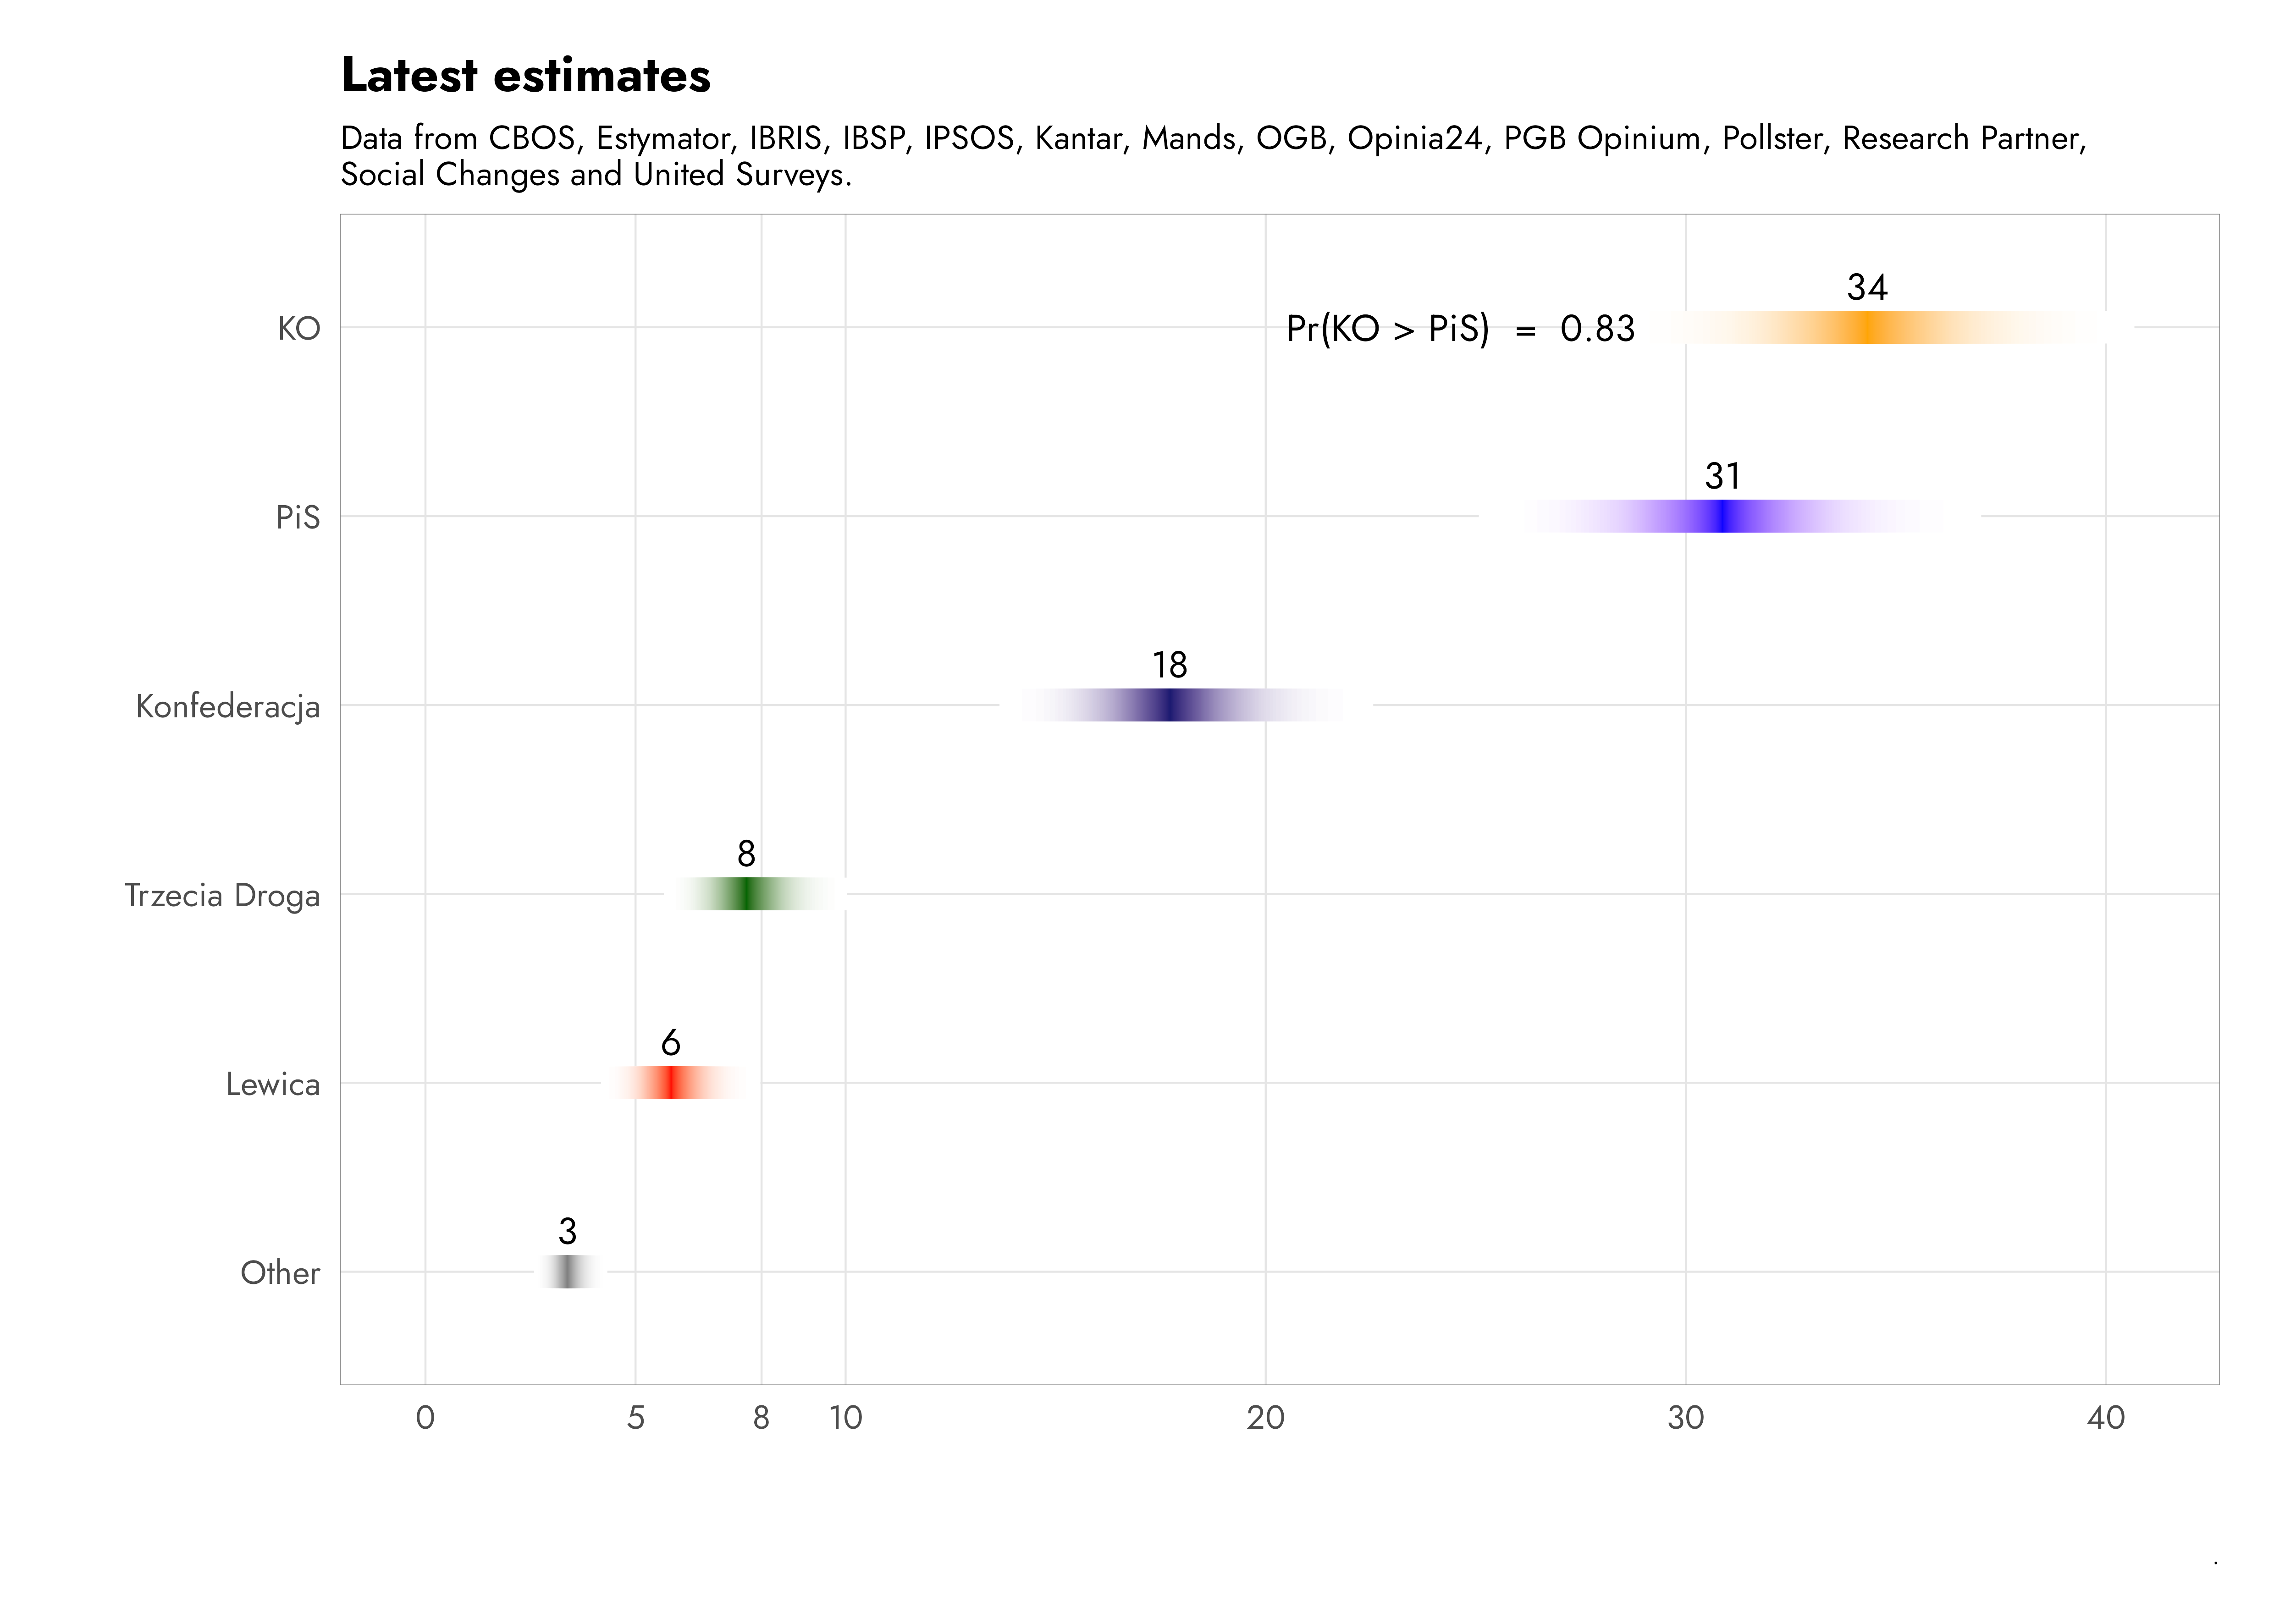 Latest estimates
Data from CBOS, Estymator, IBRIS, IBSP, IPSOS, Kantar, Mands, OGB, Opinia24, PGB Opinium, Pollster, Research Partner,
Social Changes and United Surveys.
34
KO
Pr(KO > PiS) = 0.83
31
PiS
18
Konfederacja
8
Trzecia Droga
6
Lewica
3
Other
0 5 8 10 20 30 40
.